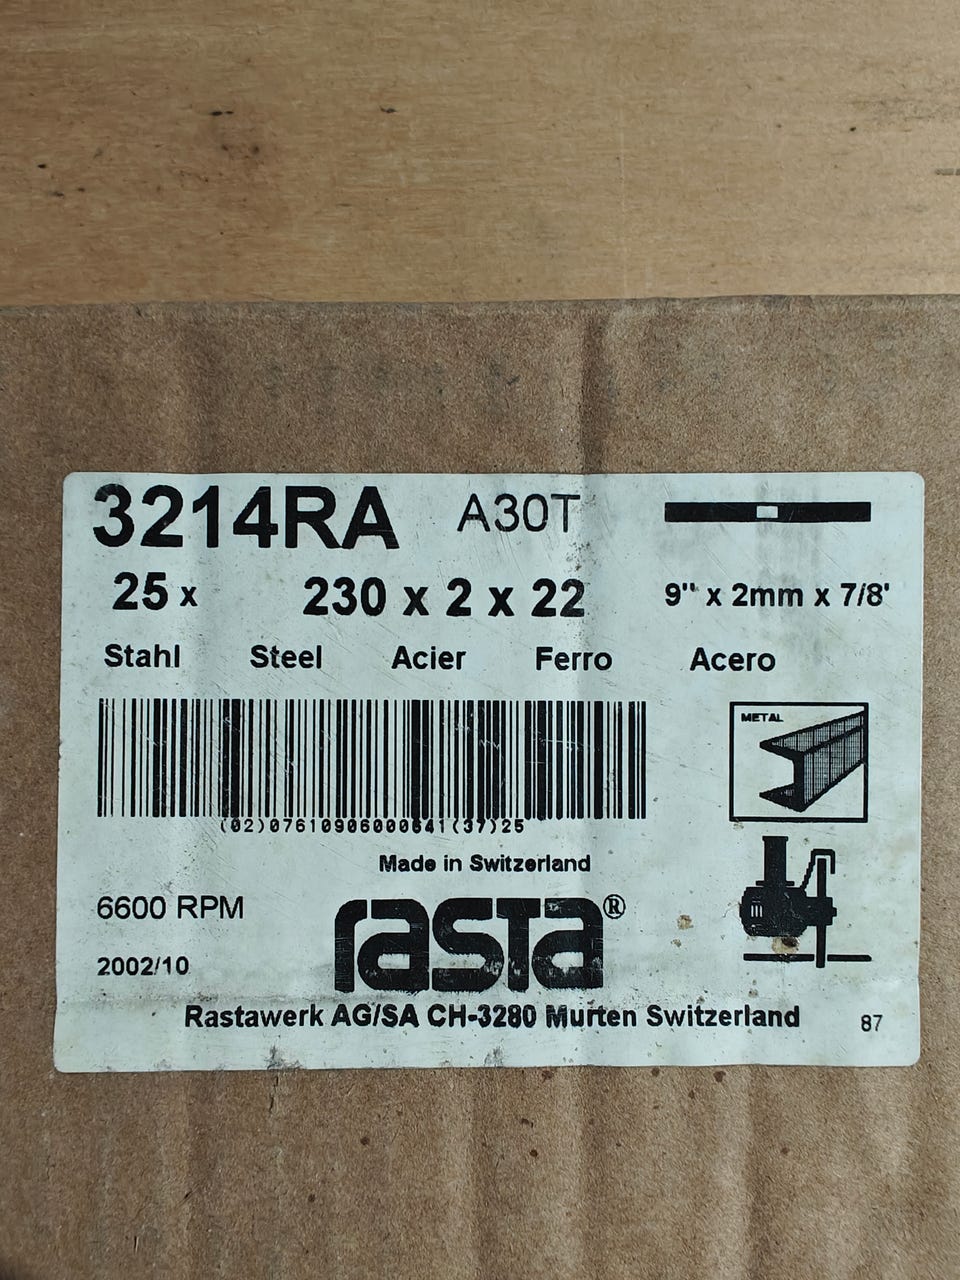 3214RA A30T
25 x 230 x 2 x 22 9" x 2mm x 7/8'
Stahl Steel Acier Ferro Acero
METAL
(02)07610906000641(37)25
Made in Switzerland
6600 RPM
rasta®
2002/10
Rastawerk AG/SA CH-3280 Murten Switzerland
87